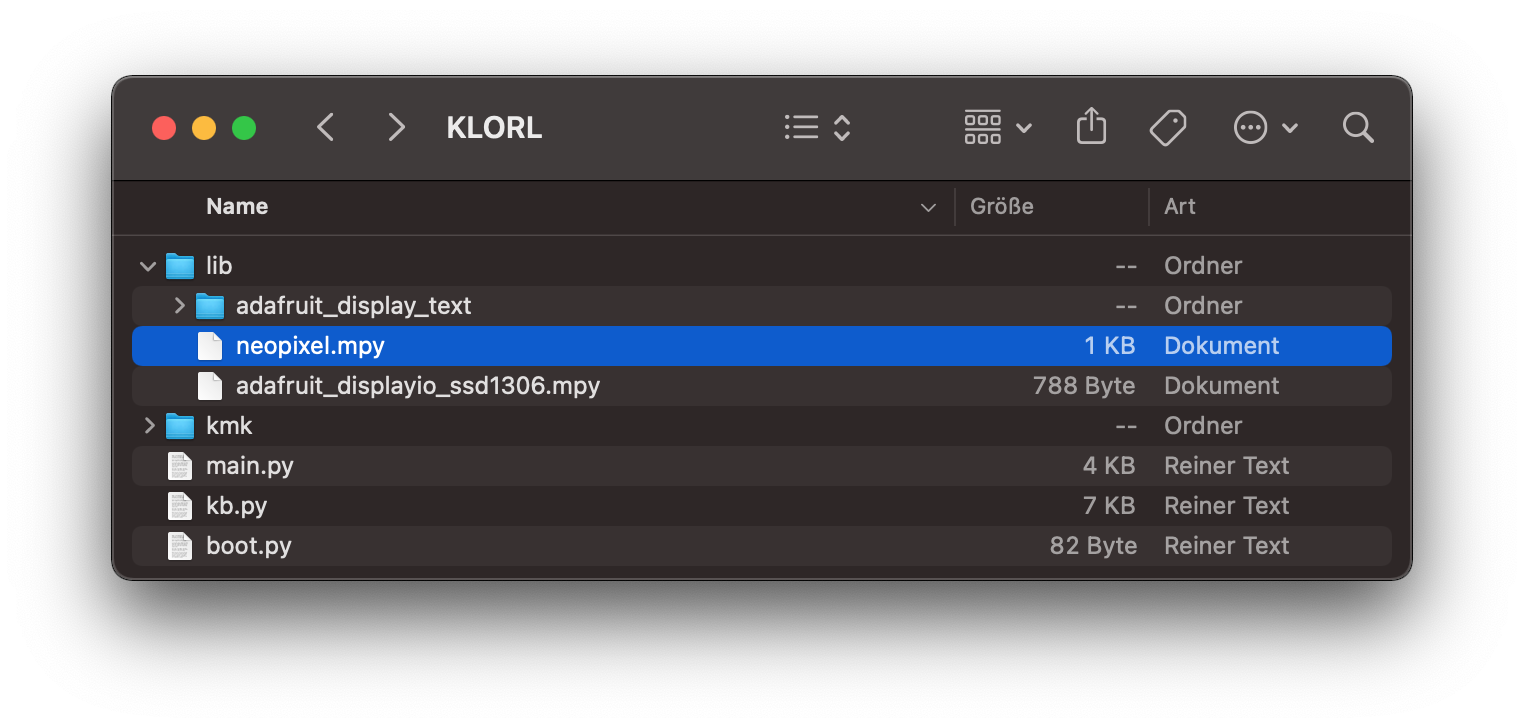 KLORL
Name Größe Art
lib -- Ordner
adafruit_display_text -- Ordner
neopixel.mpy 1 KB Dokument
adafruit_displayio_ssd1306.mpy 788 Byte Dokument
kmk -- Ordner
main.py 4 KB Reiner Text
kb.py 7 KB Reiner Text
boot.py 82 Byte Reiner Text